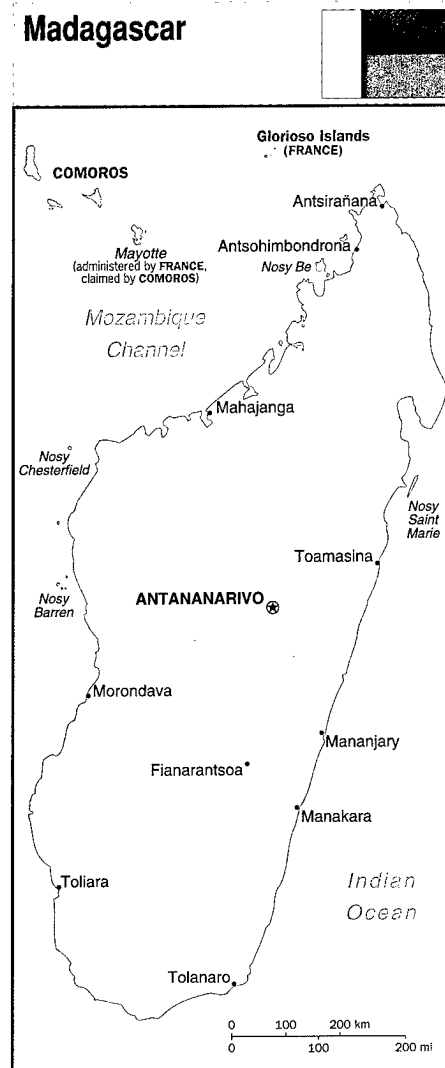 Madagascar
Glorioso Islands
(FRANCE)
COMOROS
Antsirañana
Mayotte
(administered by FRANCE,
claimed by COMOROS)
Antsohimbondrona
Nosy Be
Mozambique
Channel
Mahajanga
Nosy
Chesterfield
Nosy
Saint
Marie
Toamasina
Nosy
Barren
ANTANANARIVO
Morondava
Mananjary
Fianarantsoa
Manakara
Toliara
Indian
Ocean
Tolanaro
0 100 200 km
0 100 200 mi